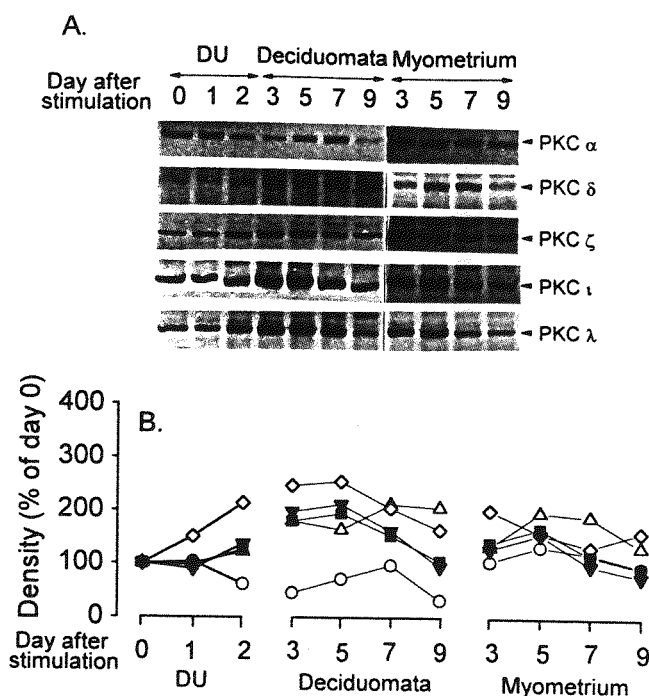 A.
DU Deciduomata Myometrium
Day after
stimulation 0 1 2 3 5 7 9 3 5 7 9
PKC α
PKC δ
PKC ζ
PKC ι
PKC λ
B.
Density (% of day 0)
400
300
200
100
0
Day after
stimulation 0 1 2 3 5 7 9 3 5 7 9
DU Deciduomata Myometrium